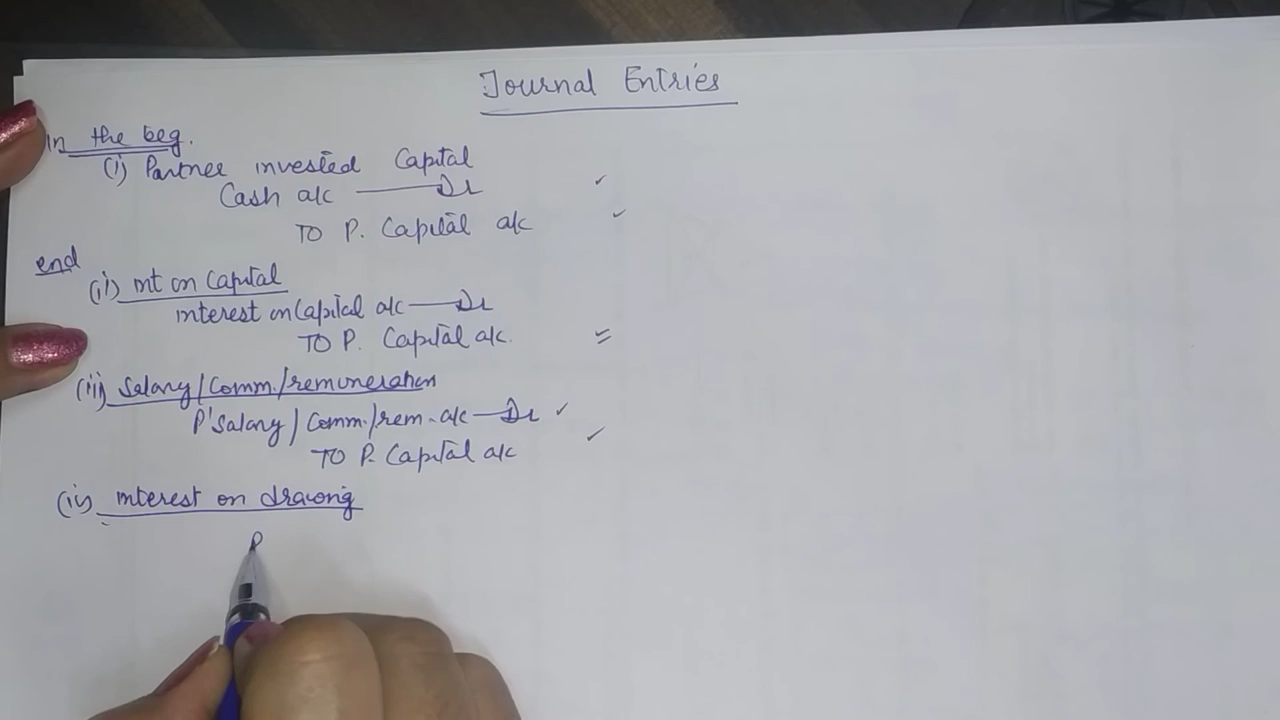 Journal Entries
in the beg.
(i) Partner invested Capital
Cash a/c —— Dr
TO P. Capital a/c
end
(ii) int on Capital
interest on Capital a/c —— Dr
TO P. Capital a/c.
(iii) Salary/Comm./remuneration
P'Salary/Comm./rem. a/c —— Dr
TO P. Capital a/c
(iv) interest on drawing
P